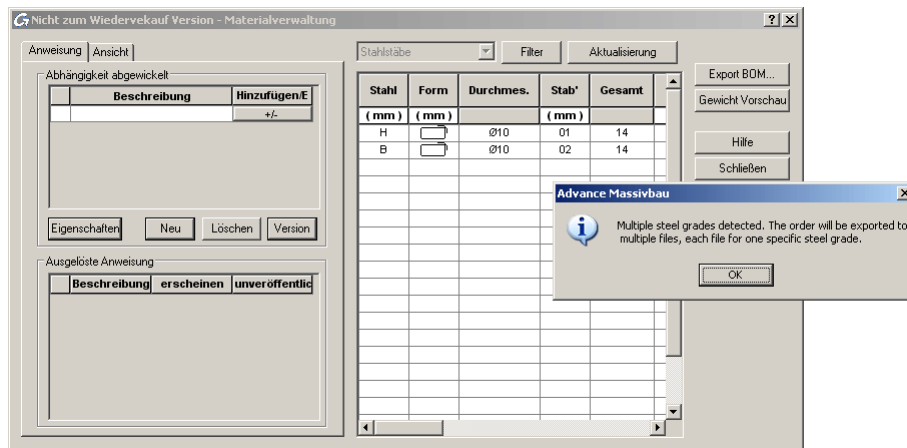 Nicht zum Wiedervekauf Version - Materialverwaltung
Anweisung Ansicht
Abhängigkeit abgewickelt
Beschreibung Hinzufügen/E
+/-
Eigenschaften Neu Löschen Version
Ausgelöste Anweisung
Beschreibung erscheinen unveröffentlic
Stahlstäbe Filter Aktualisierung
Stahl Form Durchmes. Stab' Gesamt
(mm) (mm) (mm)
H Ø10 01 14
B Ø10 02 14
Export BOM...
Gewicht Vorschau
Hilfe
Schließen
Advance Massivbau
Multiple steel grades detected. The order will be exported to
multiple files, each file for one specific steel grade.
OK